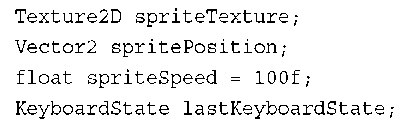 Texture2D spriteTexture;
Vector2 spritePosition;
float spriteSpeed = 100f;
KeyboardState lastKeyboardState;